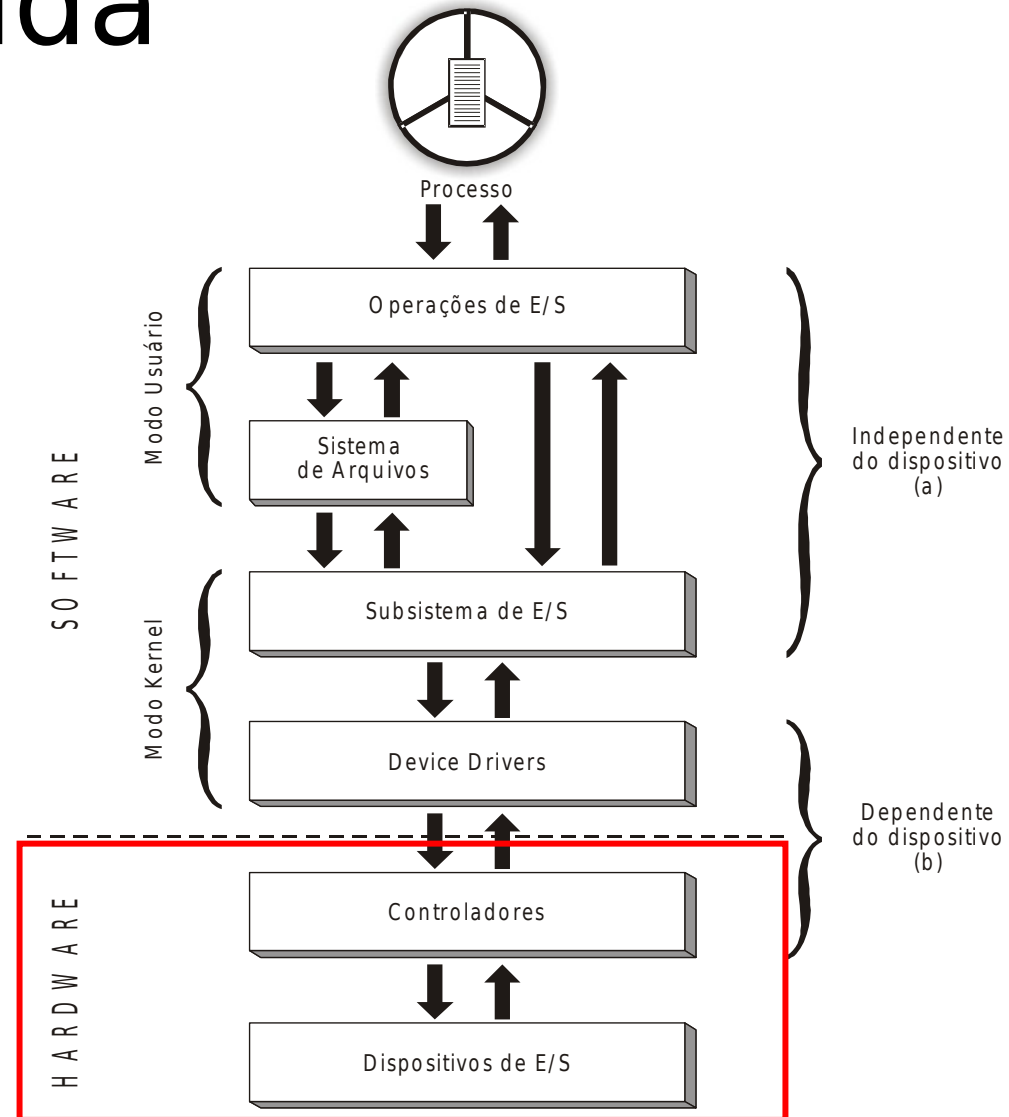 Processo
Operações de E/S
Modo Usuário
Sistema
de Arquivos
Independente
do dispositivo
(a)
SOFTWARE
Subsistema de E/S
Modo Kernel
Device Drivers
Dependente
do dispositivo
(b)
HARDWARE
Controladores
Dispositivos de E/S